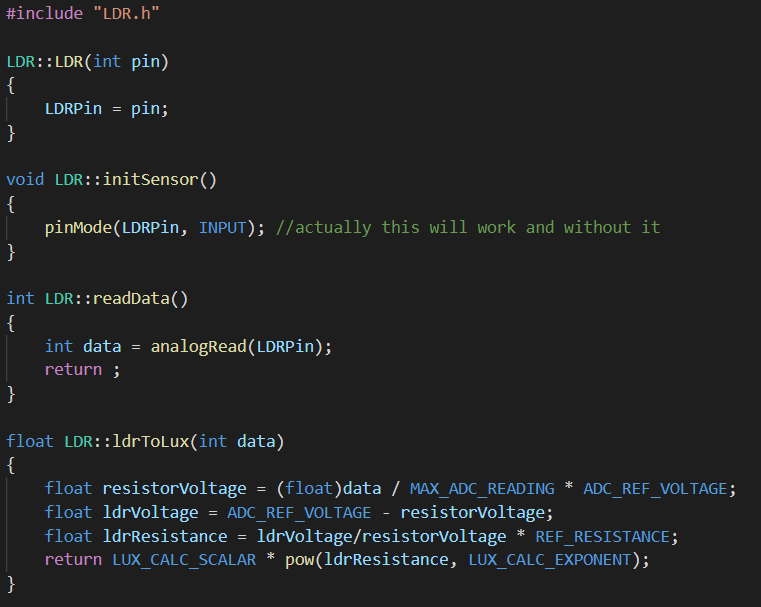 #include "LDR.h"
LDR::LDR(int pin)
{
    LDRPin = pin;
}
void LDR::initSensor()
{
    pinMode(LDRPin, INPUT); //actually this will work and without it
}
int LDR::readData()
{
    int data = analogRead(LDRPin);
    return ;
}
float LDR::ldrToLux(int data)
{
    float resistorVoltage = (float)data / MAX_ADC_READING * ADC_REF_VOLTAGE;
    float ldrVoltage = ADC_REF_VOLTAGE - resistorVoltage;
    float ldrResistance = ldrVoltage/resistorVoltage * REF_RESISTANCE;
    return LUX_CALC_SCALAR * pow(ldrResistance, LUX_CALC_EXPONENT);
}